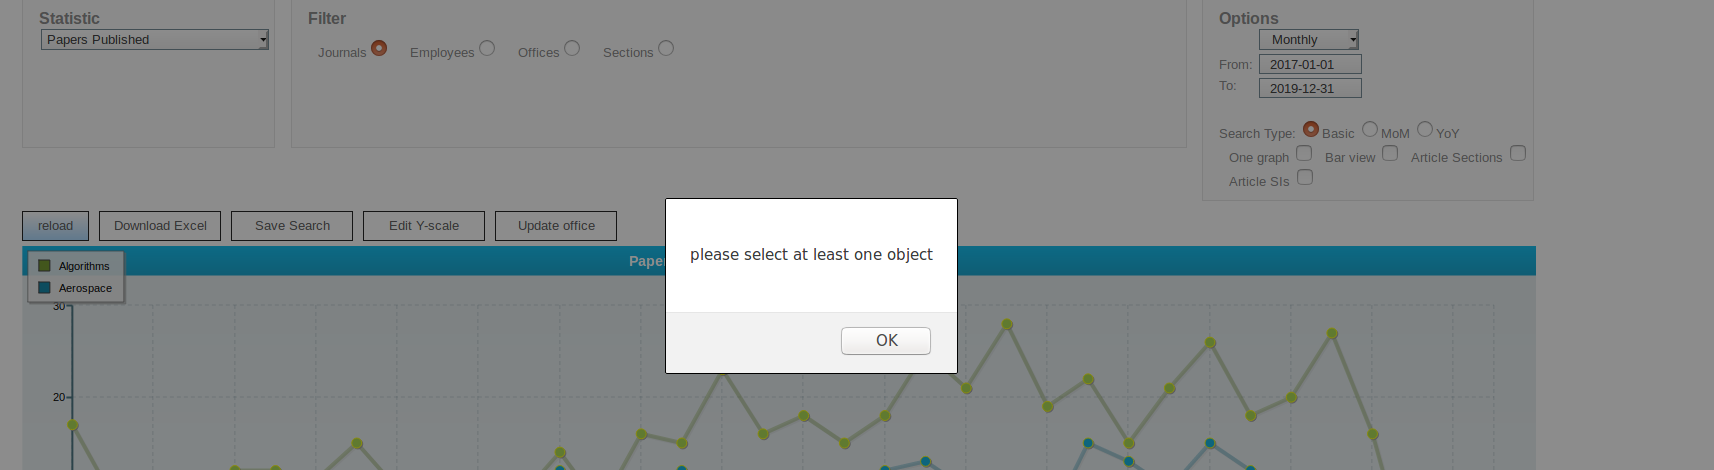 Statistic
Papers Published
Filter
Journals Employees Offices Sections
Options
Monthly
From: 2017-01-01
To: 2019-12-31
Search Type: Basic MoM YoY
One graph Bar view Article Sections
Article SIs
reload Download Excel Save Search Edit Y-scale Update office
please select at least one object
OK
Algorithms
Aerospace
30
20